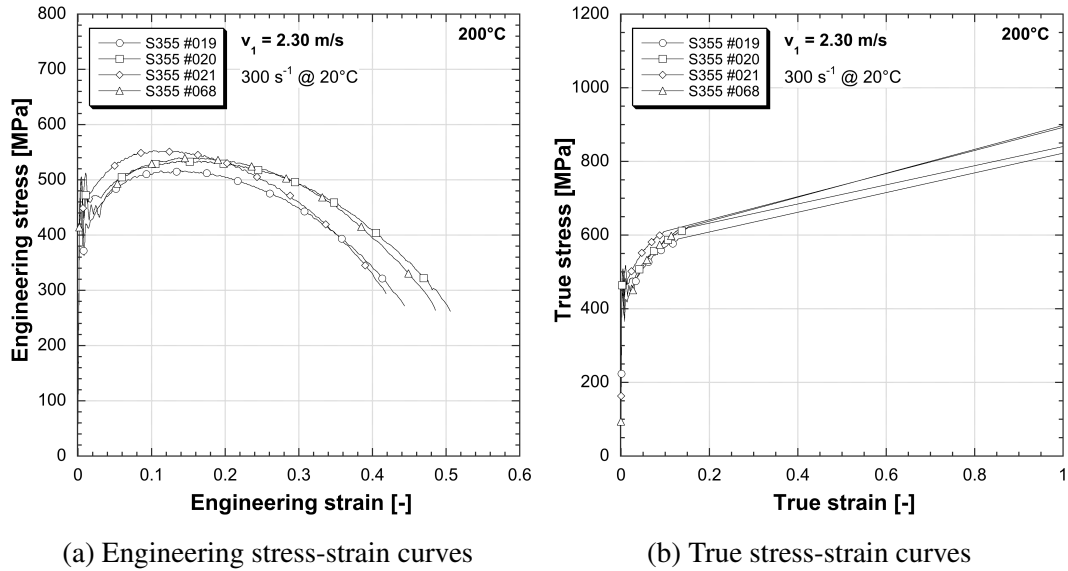 800
700
600
500
400
300
200
100
0
Engineering stress [MPa]
S355 #019
S355 #020
S355 #021
S355 #068
v1 = 2.30 m/s
300 s-1 @ 20°C
200°C
0 0.1 0.2 0.3 0.4 0.5 0.6
Engineering strain [-]
(a) Engineering stress-strain curves
1200
1000
800
600
400
200
0
True stress [MPa]
S355 #019
S355 #020
S355 #021
S355 #068
v1 = 2.30 m/s
300 s-1 @ 20°C
200°C
0 0.2 0.4 0.6 0.8 1
True strain [-]
(b) True stress-strain curves